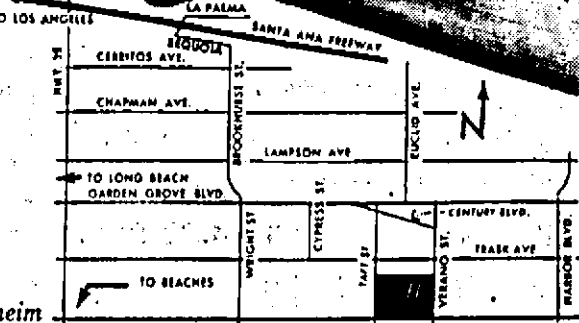 LA PALMA
TO LOS ANGELES
SANTA ANA FREEWAY
SEQUOIA
CERRITOS AVE.
HWY. 39
CHAPMAN AVE.
BROOKHURST ST.
EUCLID AVE.
N
LAMPSON AVE
TO LONG BEACH
GARDEN GROVE BLVD.
CYPRESS ST.
CENTURY BLVD.
WRIGHT ST
TAFT ST
VERANO ST.
TRASK AVE
HARBOR BLVD.
TO BEACHES
heim